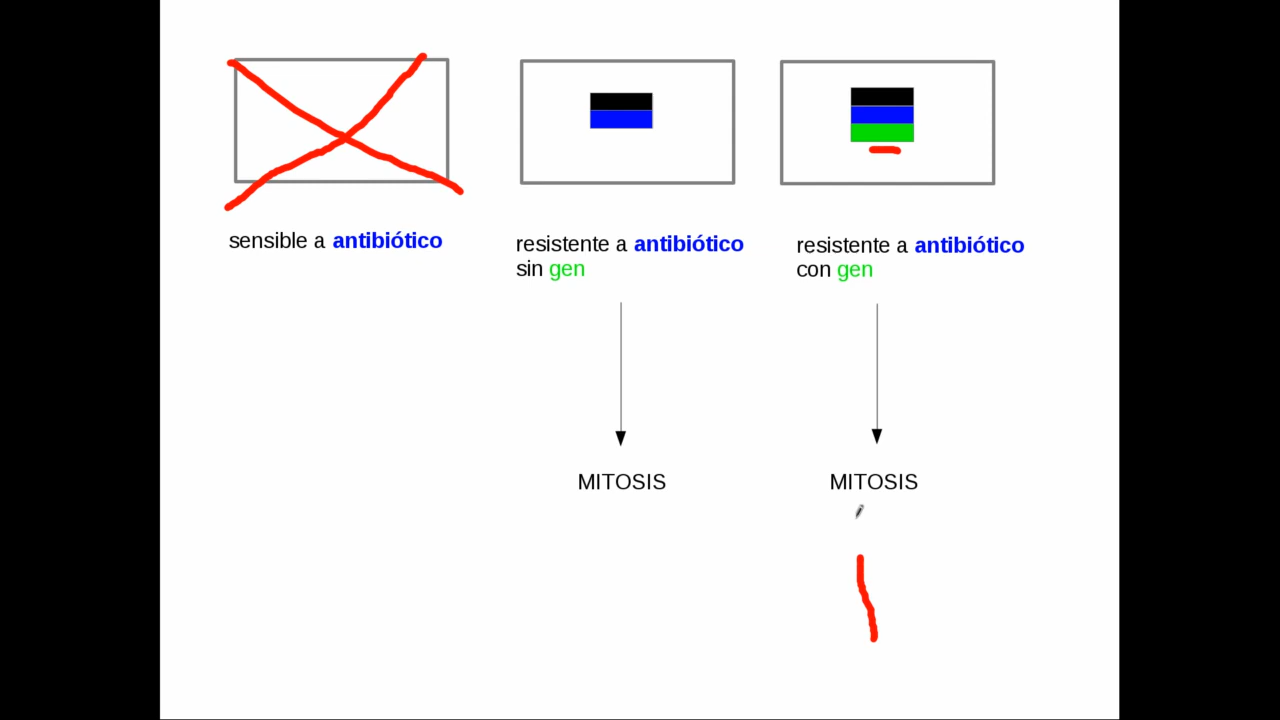 sensible a antibiótico
resistente a antibiótico
sin gen
resistente a antibiótico
con gen
MITOSIS
MITOSIS